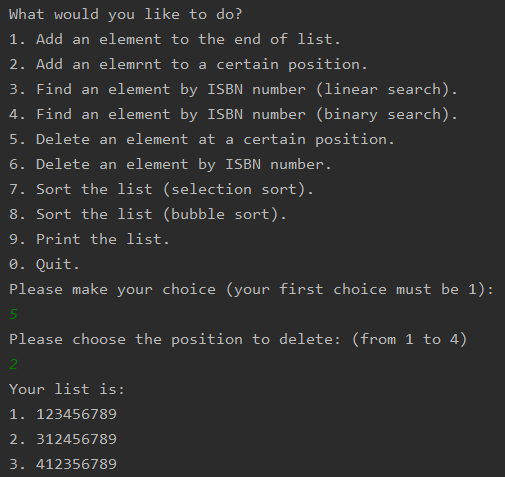 What would you like to do?
1. Add an element to the end of list.
2. Add an elemrnt to a certain position.
3. Find an element by ISBN number (linear search).
4. Find an element by ISBN number (binary search).
5. Delete an element at a certain position.
6. Delete an element by ISBN number.
7. Sort the list (selection sort).
8. Sort the list (bubble sort).
9. Print the list.
0. Quit.
Please make your choice (your first choice must be 1):
5
Please choose the position to delete: (from 1 to 4)
2
Your list is:
1. 123456789
2. 312456789
3. 412356789